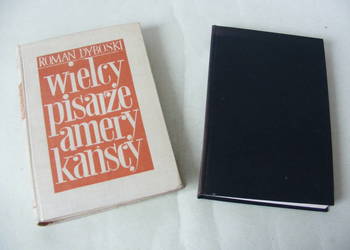 ROMAN DYBOSKI
wielcy
pisarze
amery
kańscy